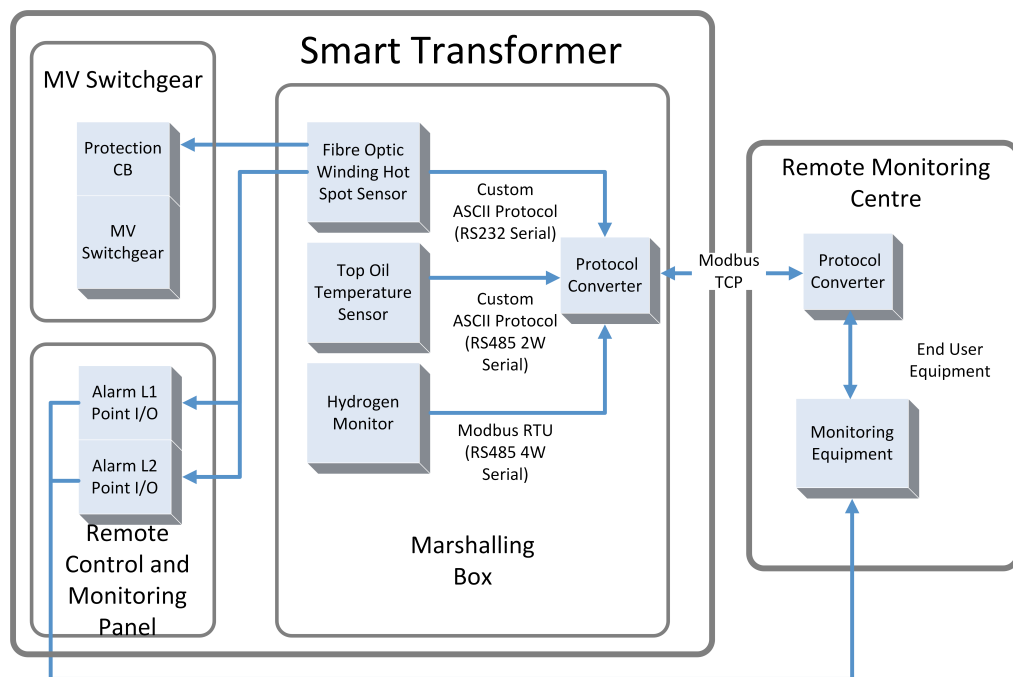 Smart Transformer
MV Switchgear
Protection
CB
MV
Switchgear
Alarm L1
Point I/O
Alarm L2
Point I/O
Remote
Control and
Monitoring
Panel
Fibre Optic
Winding Hot
Spot Sensor
Top Oil
Temperature
Sensor
Hydrogen
Monitor
Custom
ASCII Protocol
(RS232 Serial)
Custom
ASCII Protocol
(RS485 2W
Serial)
Modbus RTU
(RS485 4W
Serial)
Protocol
Converter
Marshalling
Box
Modbus
TCP
Remote Monitoring
Centre
Protocol
Converter
End User
Equipment
Monitoring
Equipment